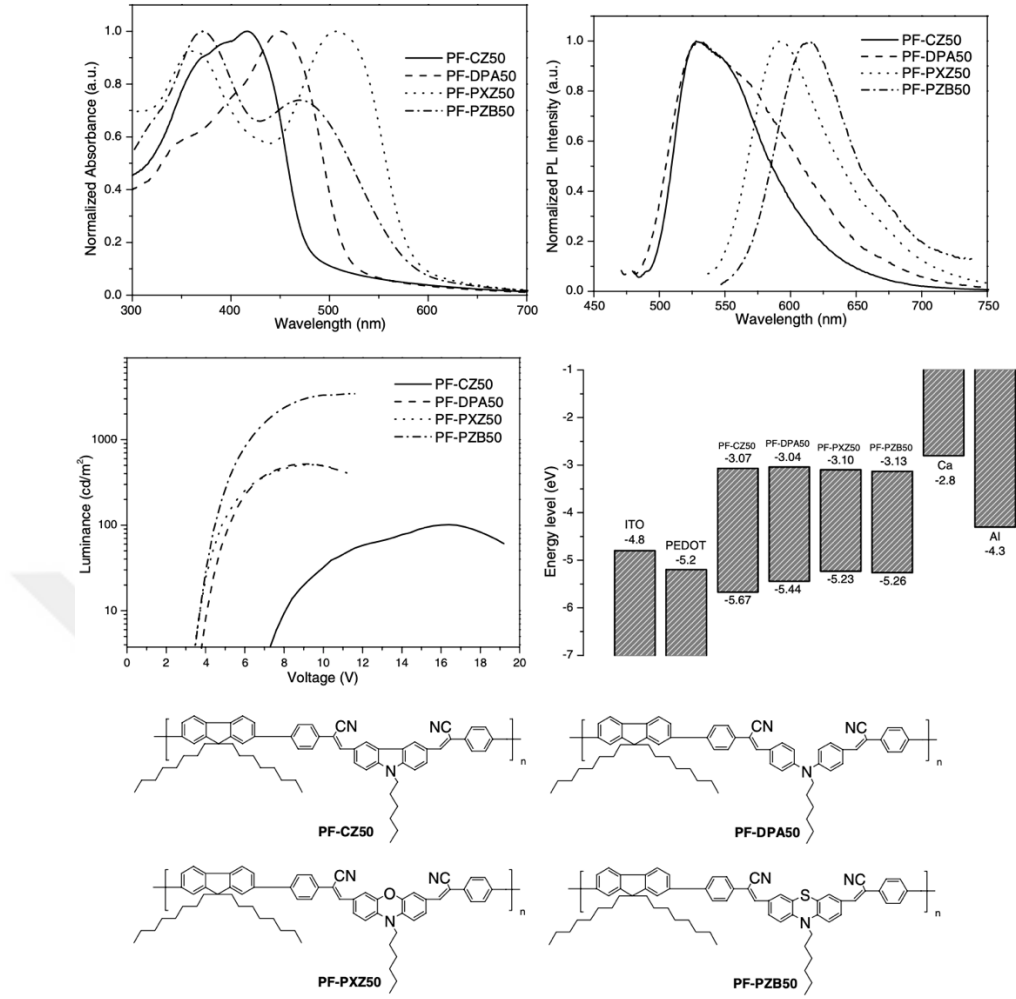 Normalized Absorbance (a.u.)
1.0
0.8
0.6
0.4
0.2
0.0
300 400 500 600 700
Wavelength (nm)
PF-CZ50
PF-DPA50
PF-PXZ50
PF-PZB50
Normalized PL Intensity (a.u.)
1.0
0.8
0.6
0.4
0.2
0.0
450 500 550 600 650 700 750
Wavelength (nm)
PF-CZ50
PF-DPA50
PF-PXZ50
PF-PZB50
Luminance (cd/m²)
1000
100
10
0 2 4 6 8 10 12 14 16 18 20
Voltage (V)
PF-CZ50
PF-DPA50
PF-PXZ50
PF-PZB50
Energy level (eV)
-1
-2
-3
-4
-5
-6
-7
ITO
-4.8
PEDOT
-5.2
PF-CZ50
-3.07
-5.67
PF-DPA50
-3.04
-5.44
PF-PXZ50
-3.10
-5.23
PF-PZB50
-3.13
-5.26
Ca
-2.8
Al
-4.3
CN CN
N
n
PF-CZ50
CN CN
N
n
PF-DPA50
CN O CN
N
n
PF-PXZ50
CN S CN
N
n
PF-PZB50